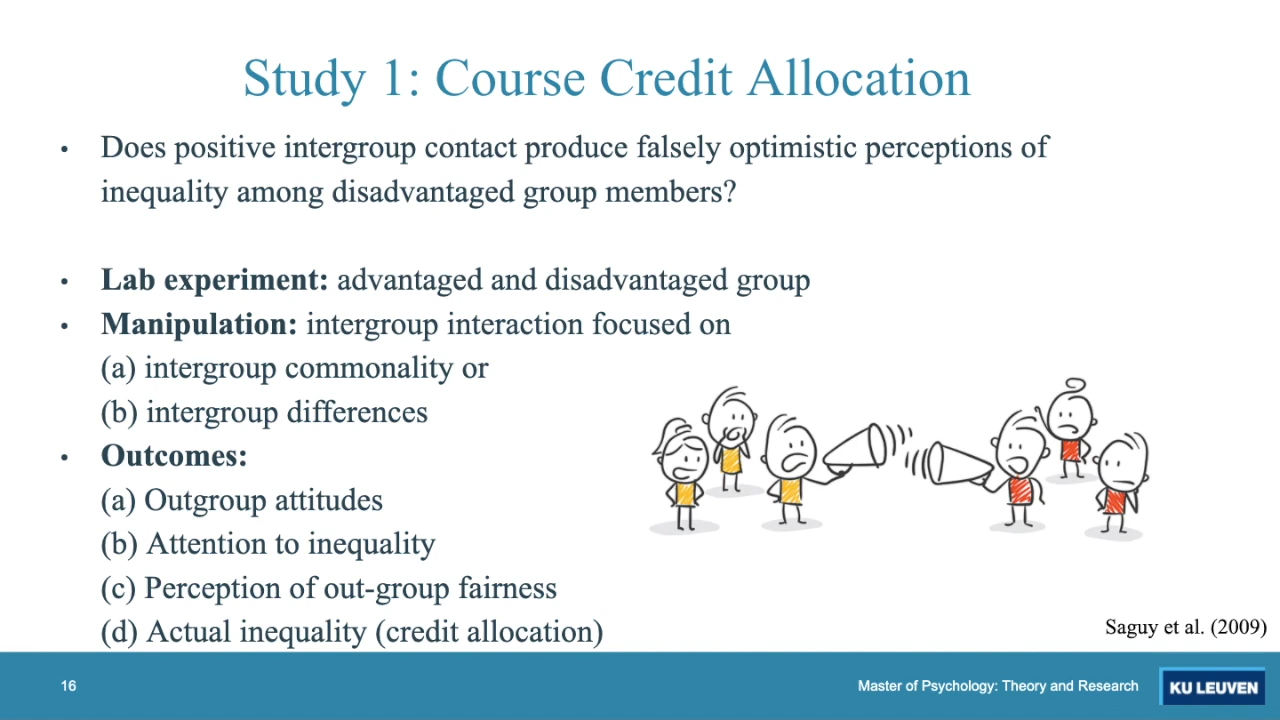 Study 1: Course Credit Allocation
• Does positive intergroup contact produce falsely optimistic perceptions of
inequality among disadvantaged group members?
• Lab experiment: advantaged and disadvantaged group
• Manipulation: intergroup interaction focused on
(a) intergroup commonality or
(b) intergroup differences
• Outcomes:
(a) Outgroup attitudes
(b) Attention to inequality
(c) Perception of out-group fairness
(d) Actual inequality (credit allocation)
Saguy et al. (2009)
16
Master of Psychology: Theory and Research
KU LEUVEN